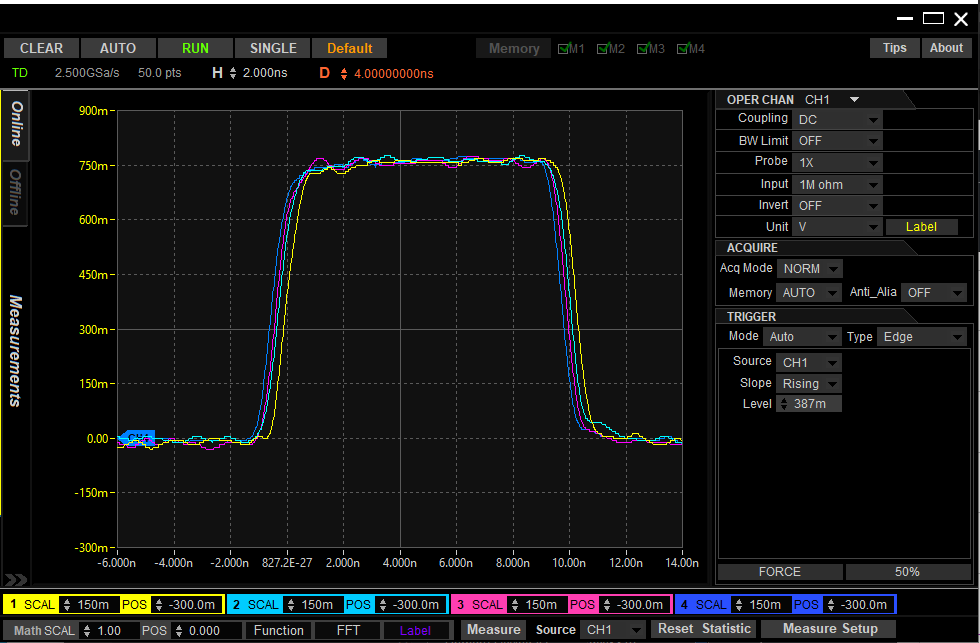 CLEAR AUTO RUN SINGLE Default Memory M1 M2 M3 M4 Tips About
TD 2.500GSa/s 50.0 pts H 2.000ns D 4.00000000ns
Online
Offline
Measurements
900m
750m
600m
450m
300m
150m
0.00
-150m
-300m
-6.000n -4.000n -2.000n 827.2E-27 2.000n 4.000n 6.000n 8.000n 10.00n 12.00n 14.00n
OPER CHAN CH1
Coupling DC
BW Limit OFF
Probe 1X
Input 1M ohm
Invert OFF
Unit V Label
ACQUIRE
Acq Mode NORM
Memory AUTO Anti_Alia OFF
TRIGGER
Mode Auto Type Edge
Source CH1
Slope Rising
Level 387m
FORCE 50%
1 SCAL 150m POS -300.0m 2 SCAL 150m POS -300.0m 3 SCAL 150m POS -300.0m 4 SCAL 150m POS -300.0m
Math SCAL 1.00 POS 0.000 Function FFT Label Measure Source CH1 Reset Statistic Measure Setup